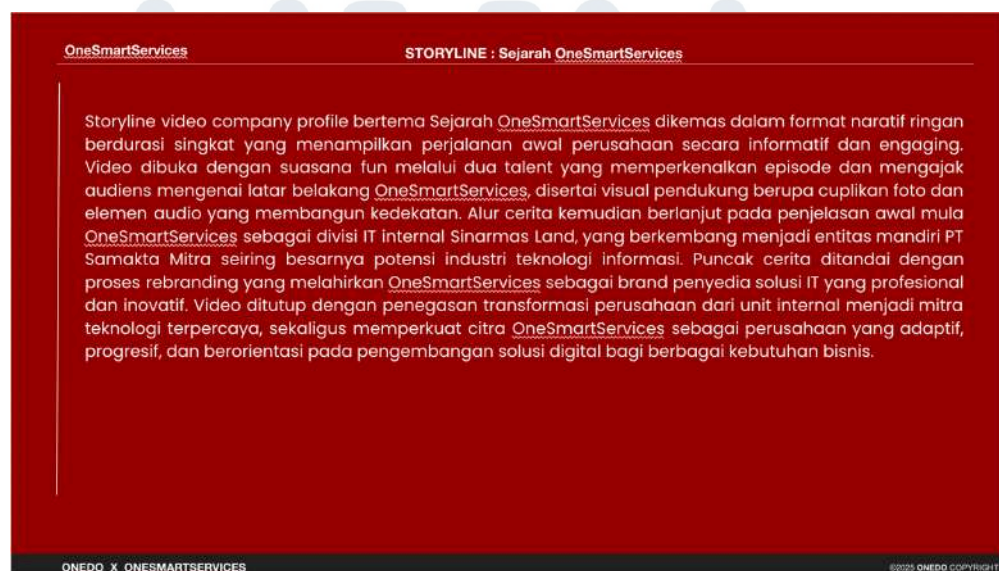 OneSmartServices
STORYLINE : Sejarah OneSmartServices
Storyline video company profile bertema Sejarah OneSmartServices dikemas dalam format naratif ringan
berdurasi singkat yang menampilkan perjalanan awal perusahaan secara informatif dan engaging.
Video dibuka dengan suasana fun melalui dua talent yang memperkenalkan episode dan mengajak
audiens mengenai latar belakang OneSmartServices, disertai visual pendukung berupa cuplikan foto dan
elemen audio yang membangun kedekatan. Alur cerita kemudian berlanjut pada penjelasan awal mula
OneSmartServices sebagai divisi IT internal Sinarmas Land, yang berkembang menjadi entitas mandiri PT
Samakta Mitra seiring besarnya potensi industri teknologi informasi. Puncak cerita ditandai dengan
proses rebranding yang melahirkan OneSmartServices sebagai brand penyedia solusi IT yang profesional
dan inovatif. Video ditutup dengan penegasan transformasi perusahaan dari unit internal menjadi mitra
teknologi terpercaya, sekaligus memperkuat citra OneSmartServices sebagai perusahaan yang adaptif,
progresif, dan berorientasi pada pengembangan solusi digital bagi berbagai kebutuhan bisnis.
ONEDO X ONESMARTSERVICES
©2025 ONEDO COPYRIGHT